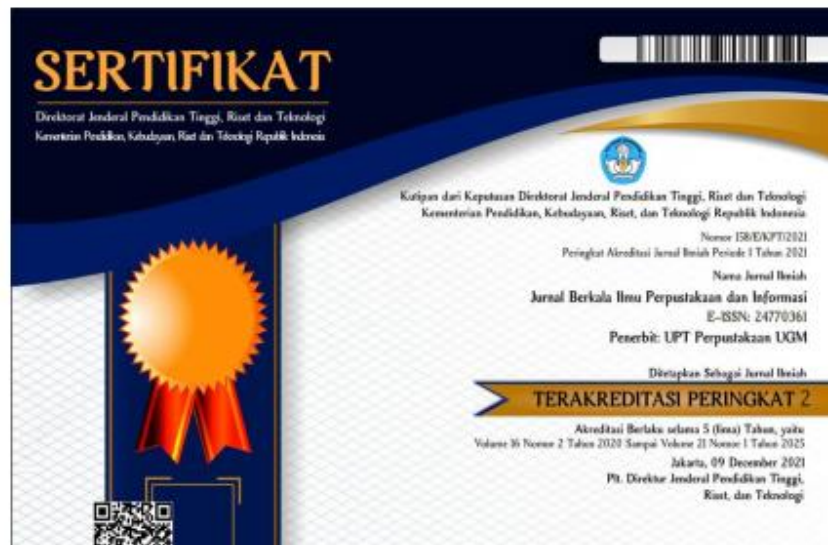 SERTIFIKAT
Direktorat Jenderal Pendidikan Tinggi, Riset dan Teknologi
Kementerian Pendidikan, Kebudayaan, Riset dan Teknologi Republik Indonesia
Kutipan dari Keputusan Direktorat Jenderal Pendidikan Tinggi, Riset dan Teknologi
Kementerian Pendidikan, Kebudayaan, Riset, dan Teknologi Republik Indonesia
Nomor 158/E/KPT/2021
Peringkat Akreditasi Jurnal Ilmiah Periode 1 Tahun 2021
Nama Jurnal Ilmiah
Jurnal Berkala Ilmu Perpustakaan dan Informasi
E-ISSN: 24770361
Penerbit: UPT Perpustakaan UGM
Ditetapkan Sebagai Jurnal Ilmiah
TERAKREDITASI PERINGKAT 2
Akreditasi Berlaku selama 5 (lima) Tahun, yaitu
Volume 16 Nomor 2 Tahun 2020 Sampai Volume 21 Nomor 1 Tahun 2025
Jakarta, 09 December 2021
Plt. Direktur Jenderal Pendidikan Tinggi,
Riset, dan Teknologi